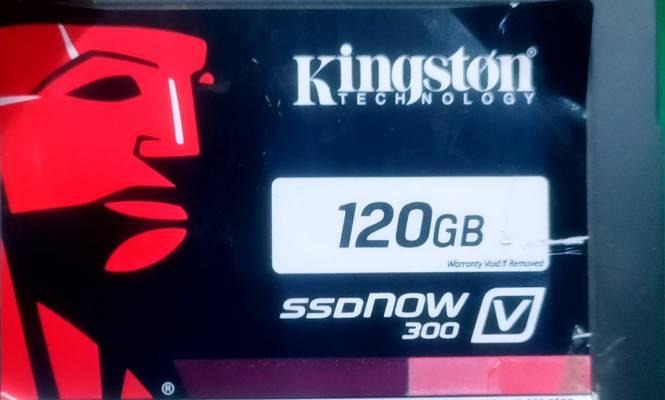 Kingston®
TECHNOLOGY
120GB
Warranty Void If Removed
SSDNOW
300 V
®